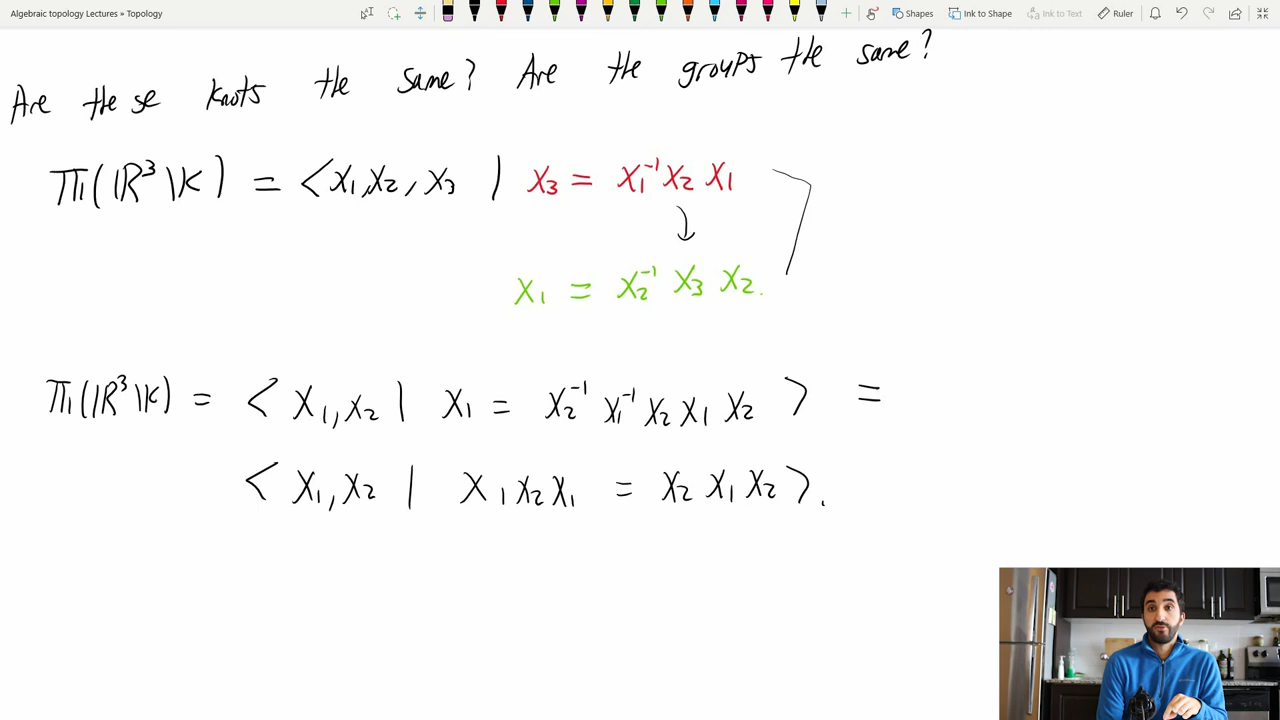 Algebraic topology Lectures » Topology
Shapes Ink to Shape Ink to Text Ruler
Are these knots the same? Are the groups the same?
π₁(ℝ³\K) = <x₁,x₂,x₃ | x₃ = x₁⁻¹x₂x₁
↓
x₁ = x₂⁻¹x₃x₂.
π₁(ℝ³\K) = <x₁,x₂ | x₁ = x₂⁻¹x₁⁻¹x₂x₁x₂> =
<x₁,x₂ | x₁x₂x₁ = x₂x₁x₂>.